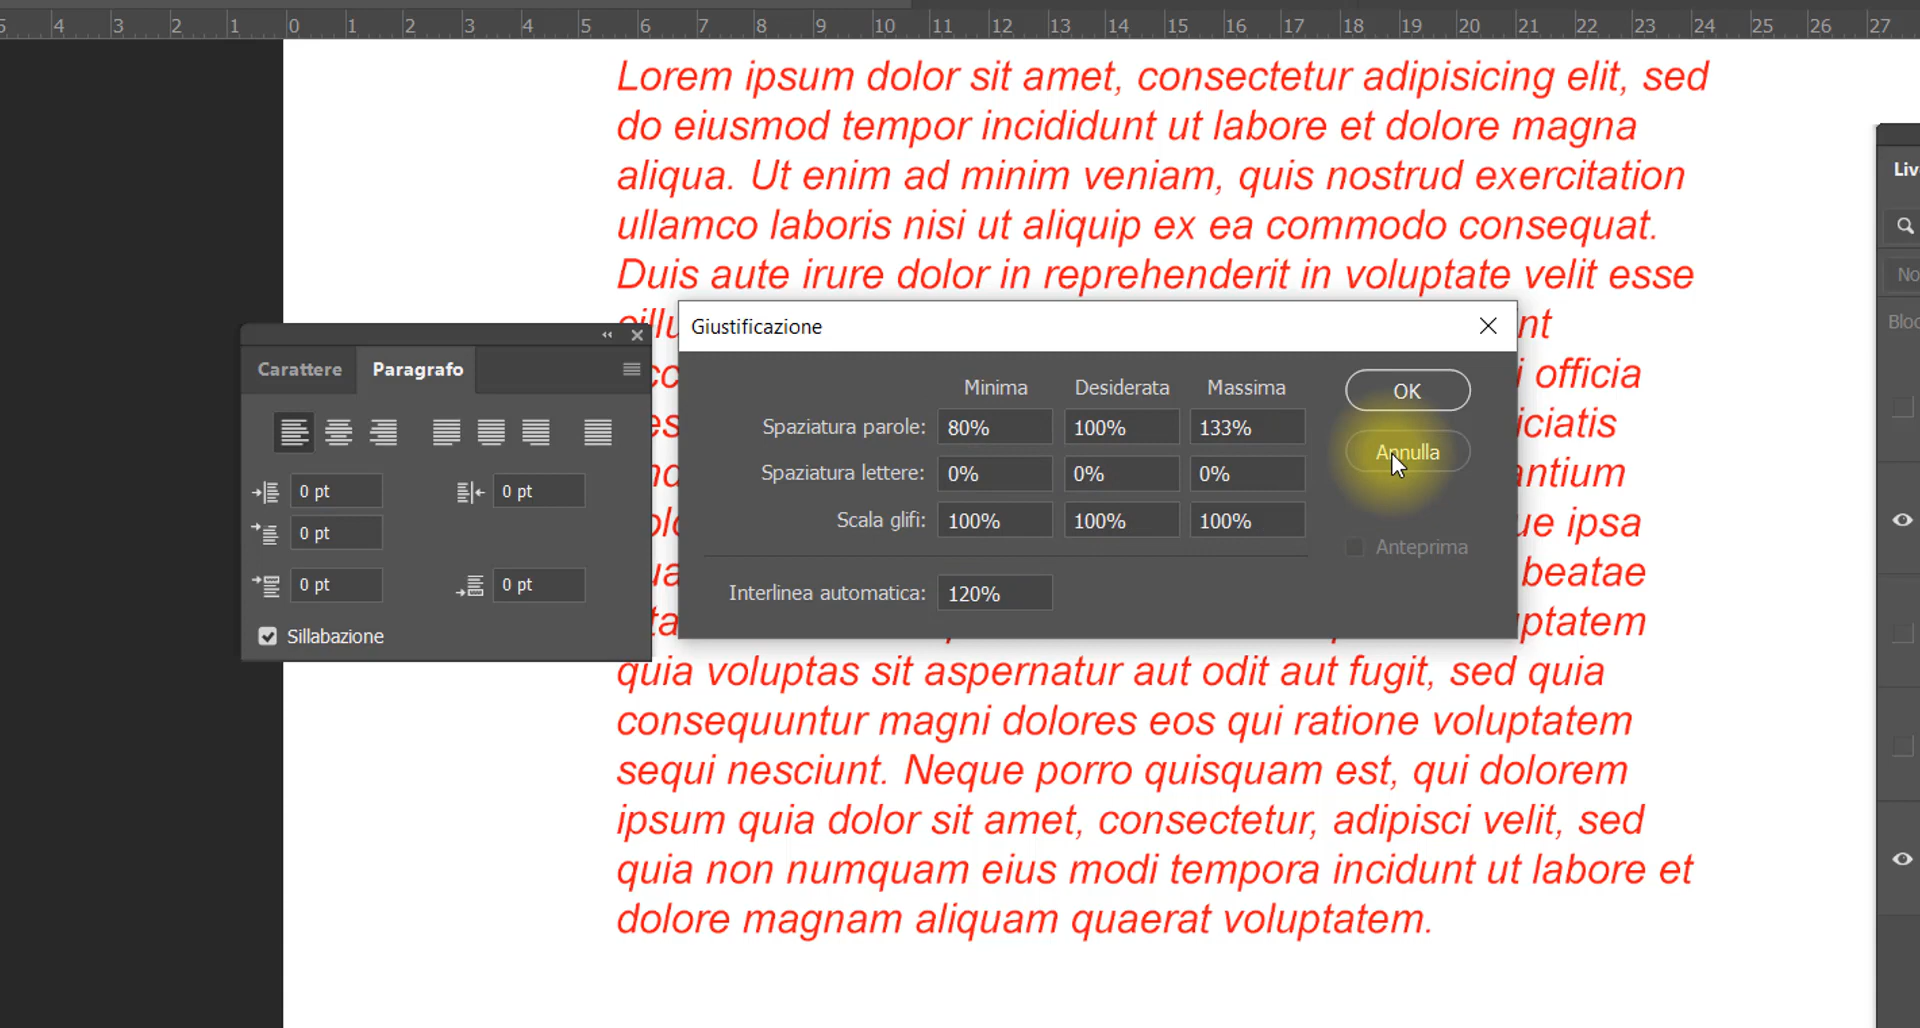 5 4 3 2 1 0 1 2 3 4 5 6 7 8 9 10 11 12 13 14 15 16 17 18 19 20 21 22 23 24 25 26 27
Lorem ipsum dolor sit amet, consectetur adipisicing elit, sed
do eiusmod tempor incididunt ut labore et dolore magna
aliqua. Ut enim ad minim veniam, quis nostrud exercitation
ullamco laboris nisi ut aliquip ex ea commodo consequat.
Duis aute irure dolor in reprehenderit in voluptate velit esse
nt
officia
iciatis
antium
ue ipsa
beatae
ptatem
quia voluptas sit aspernatur aut odit aut fugit, sed quia
consequuntur magni dolores eos qui ratione voluptatem
sequi nesciunt. Neque porro quisquam est, qui dolorem
ipsum quia dolor sit amet, consectetur, adipisci velit, sed
quia non numquam eius modi tempora incidunt ut labore et
dolore magnam aliquam quaerat voluptatem.
Carattere Paragrafo
0 pt 0 pt
0 pt
0 pt 0 pt
Sillabazione
Giustificazione
Minima Desiderata Massima
Spaziatura parole: 80% 100% 133%
Spaziatura lettere: 0% 0% 0%
Scala glifi: 100% 100% 100%
Interlinea automatica: 120%
OK
Annulla
Anteprima
Liv
No
Bloc